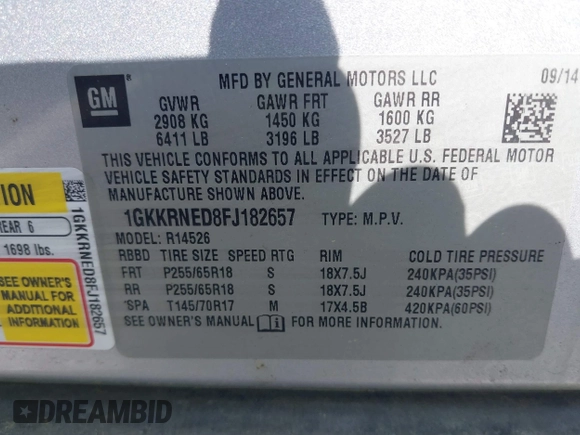 MFD BY GENERAL MOTORS LLC 09/14
GM ®
GVWR GAWR FRT GAWR RR
2908 KG 1450 KG 1600 KG
6411 LB 3196 LB 3527 LB
THIS VEHICLE CONFORMS TO ALL APPLICABLE U.S. FEDERAL MOTOR
VEHICLE SAFETY STANDARDS IN EFFECT ON THE DATE OF
MANUFACTURE SHOWN ABOVE.
1GKKRNED8FJ182657 TYPE: M.P.V.
MODEL: R14526
RBBD TIRE SIZE SPEED RTG RIM COLD TIRE PRESSURE
FRT P255/65R18 S 18X7.5J 240KPA(35PSI)
RR P255/65R18 S 18X7.5J 240KPA(35PSI)
SPA T145/70R17 M 17X4.5B 420KPA(60PSI)
SEE OWNER'S MANUAL FOR MORE INFORMATION.
TION
REAR 6
1698 lbs.
SEE OWNER'S
MANUAL FOR
ADDITIONAL
INFORMATION
1GKKRNED8FJ182657
DREAMBID